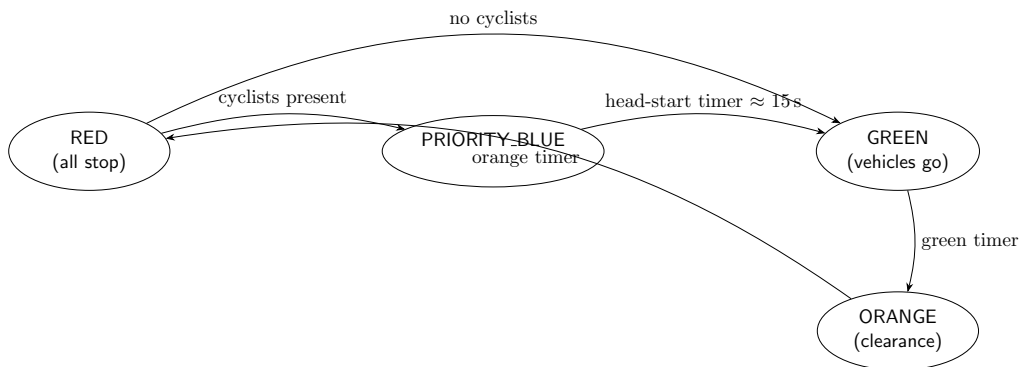 no cyclists
cyclists present
head-start timer ≈ 15 s
RED
(all stop)
PRIORITY_BLUE
orange timer
GREEN
(vehicles go)
green timer
ORANGE
(clearance)